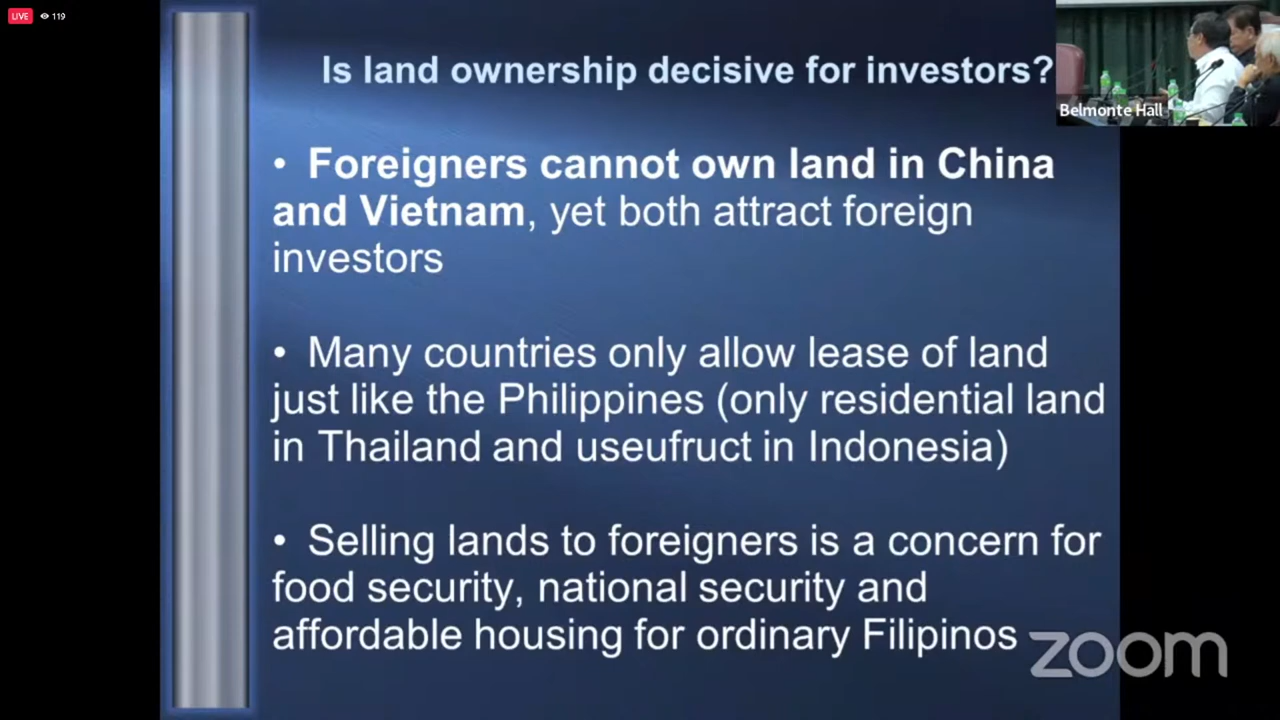 LIVE 119
Is land ownership decisive for investors?
Belmonte Hall
• Foreigners cannot own land in China
and Vietnam, yet both attract foreign
investors
• Many countries only allow lease of land
just like the Philippines (only residential land
in Thailand and useufruct in Indonesia)
• Selling lands to foreigners is a concern for
food security, national security and
affordable housing for ordinary Filipinos
zoom